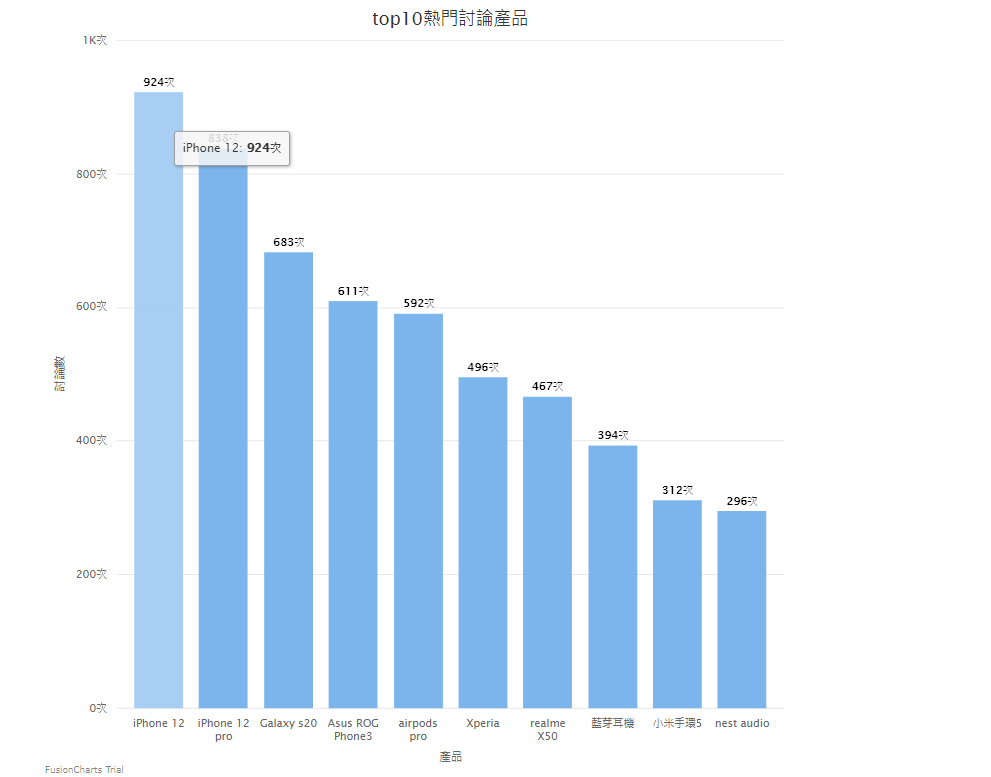 top10熱門討論產品
1K次
800次
600次
400次
200次
0次
討論數
924次
838次
iPhone 12: 924次
683次
611次
592次
496次
467次
394次
312次
296次
iPhone 12
iPhone 12
pro
Galaxy s20
Asus ROG
Phone3
airpods
pro
Xperia
realme
X50
藍芽耳機
小米手環5
nest audio
產品
FusionCharts Trial